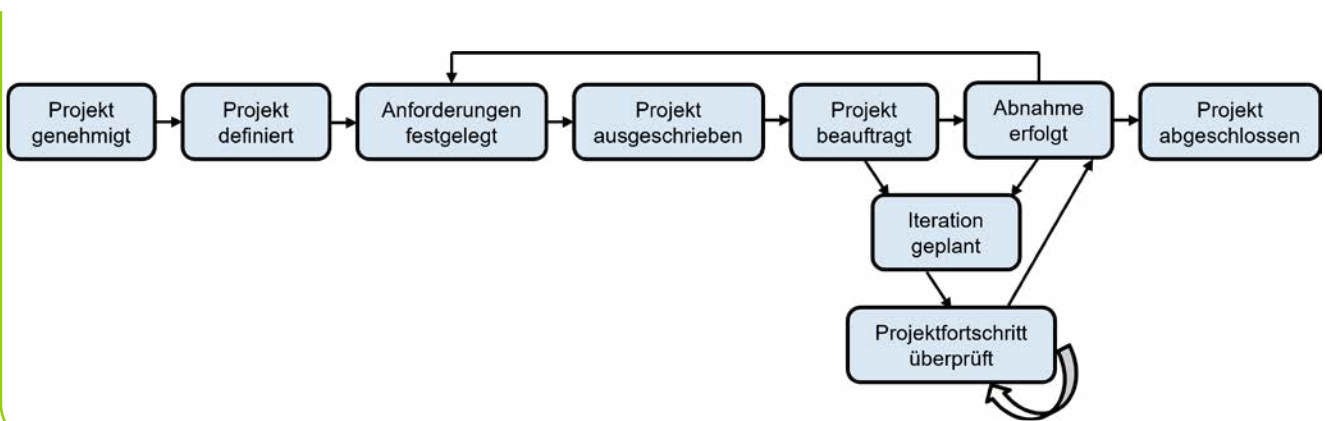 Projekt
genehmigt
Projekt
definiert
Anforderungen
festgelegt
Projekt
ausgeschrieben
Projekt
beauftragt
Abnahme
erfolgt
Projekt
abgeschlossen
Iteration
geplant
Projektfortschritt
überprüft